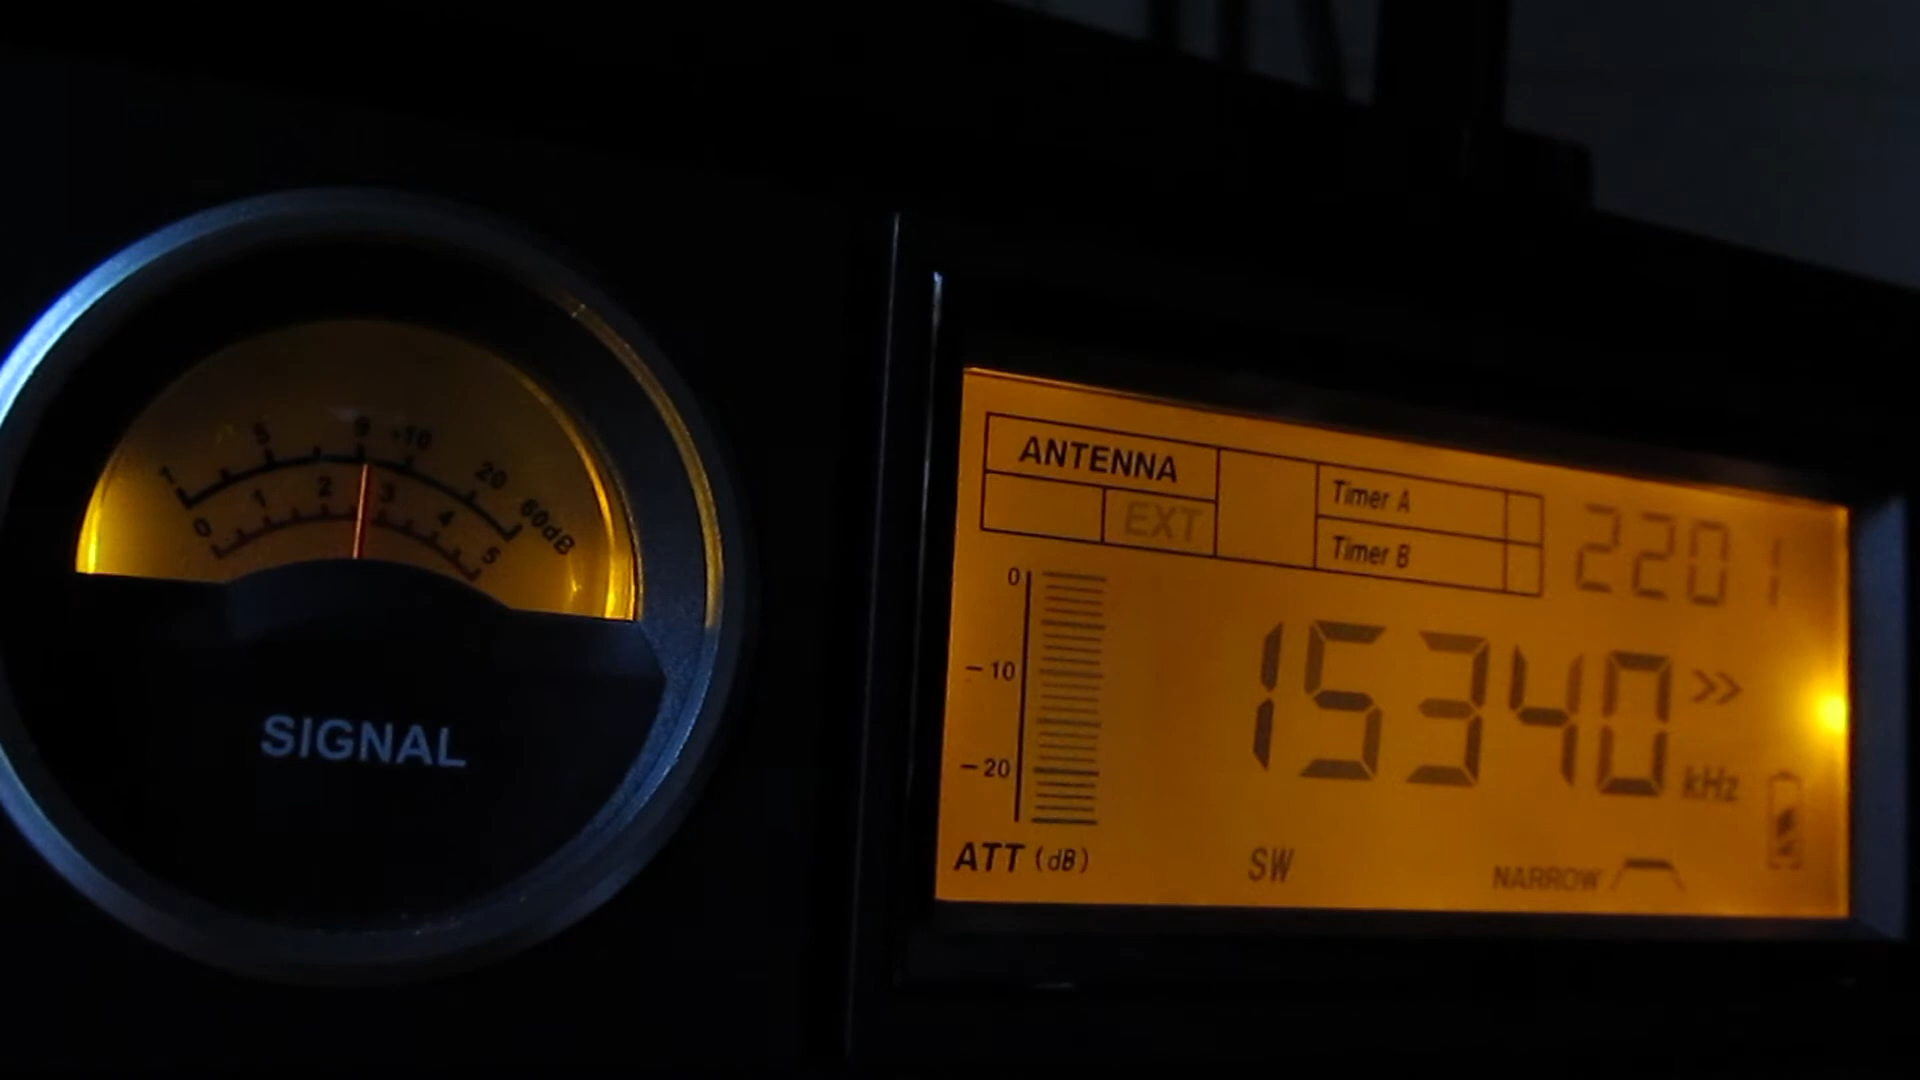 1 5 9 +10 20 60dB
0 1 2 3 4 5
SIGNAL
ANTENNA
EXT
Timer A
Timer B
2201
0
-10
-20
ATT (dB)
15340 >>
kHz
SW
NARROW